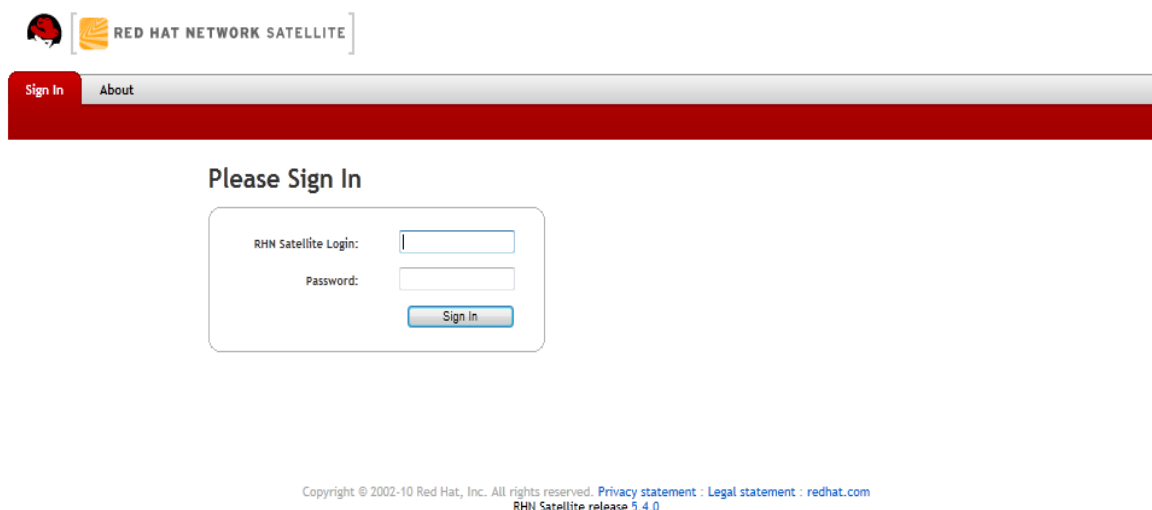 RED HAT NETWORK SATELLITE
Sign In About
Please Sign In
RHN Satellite Login:
Password:
Sign In
Copyright © 2002-10 Red Hat, Inc. All rights reserved. Privacy statement : Legal statement : redhat.com
RHN Satellite release 5.4.0